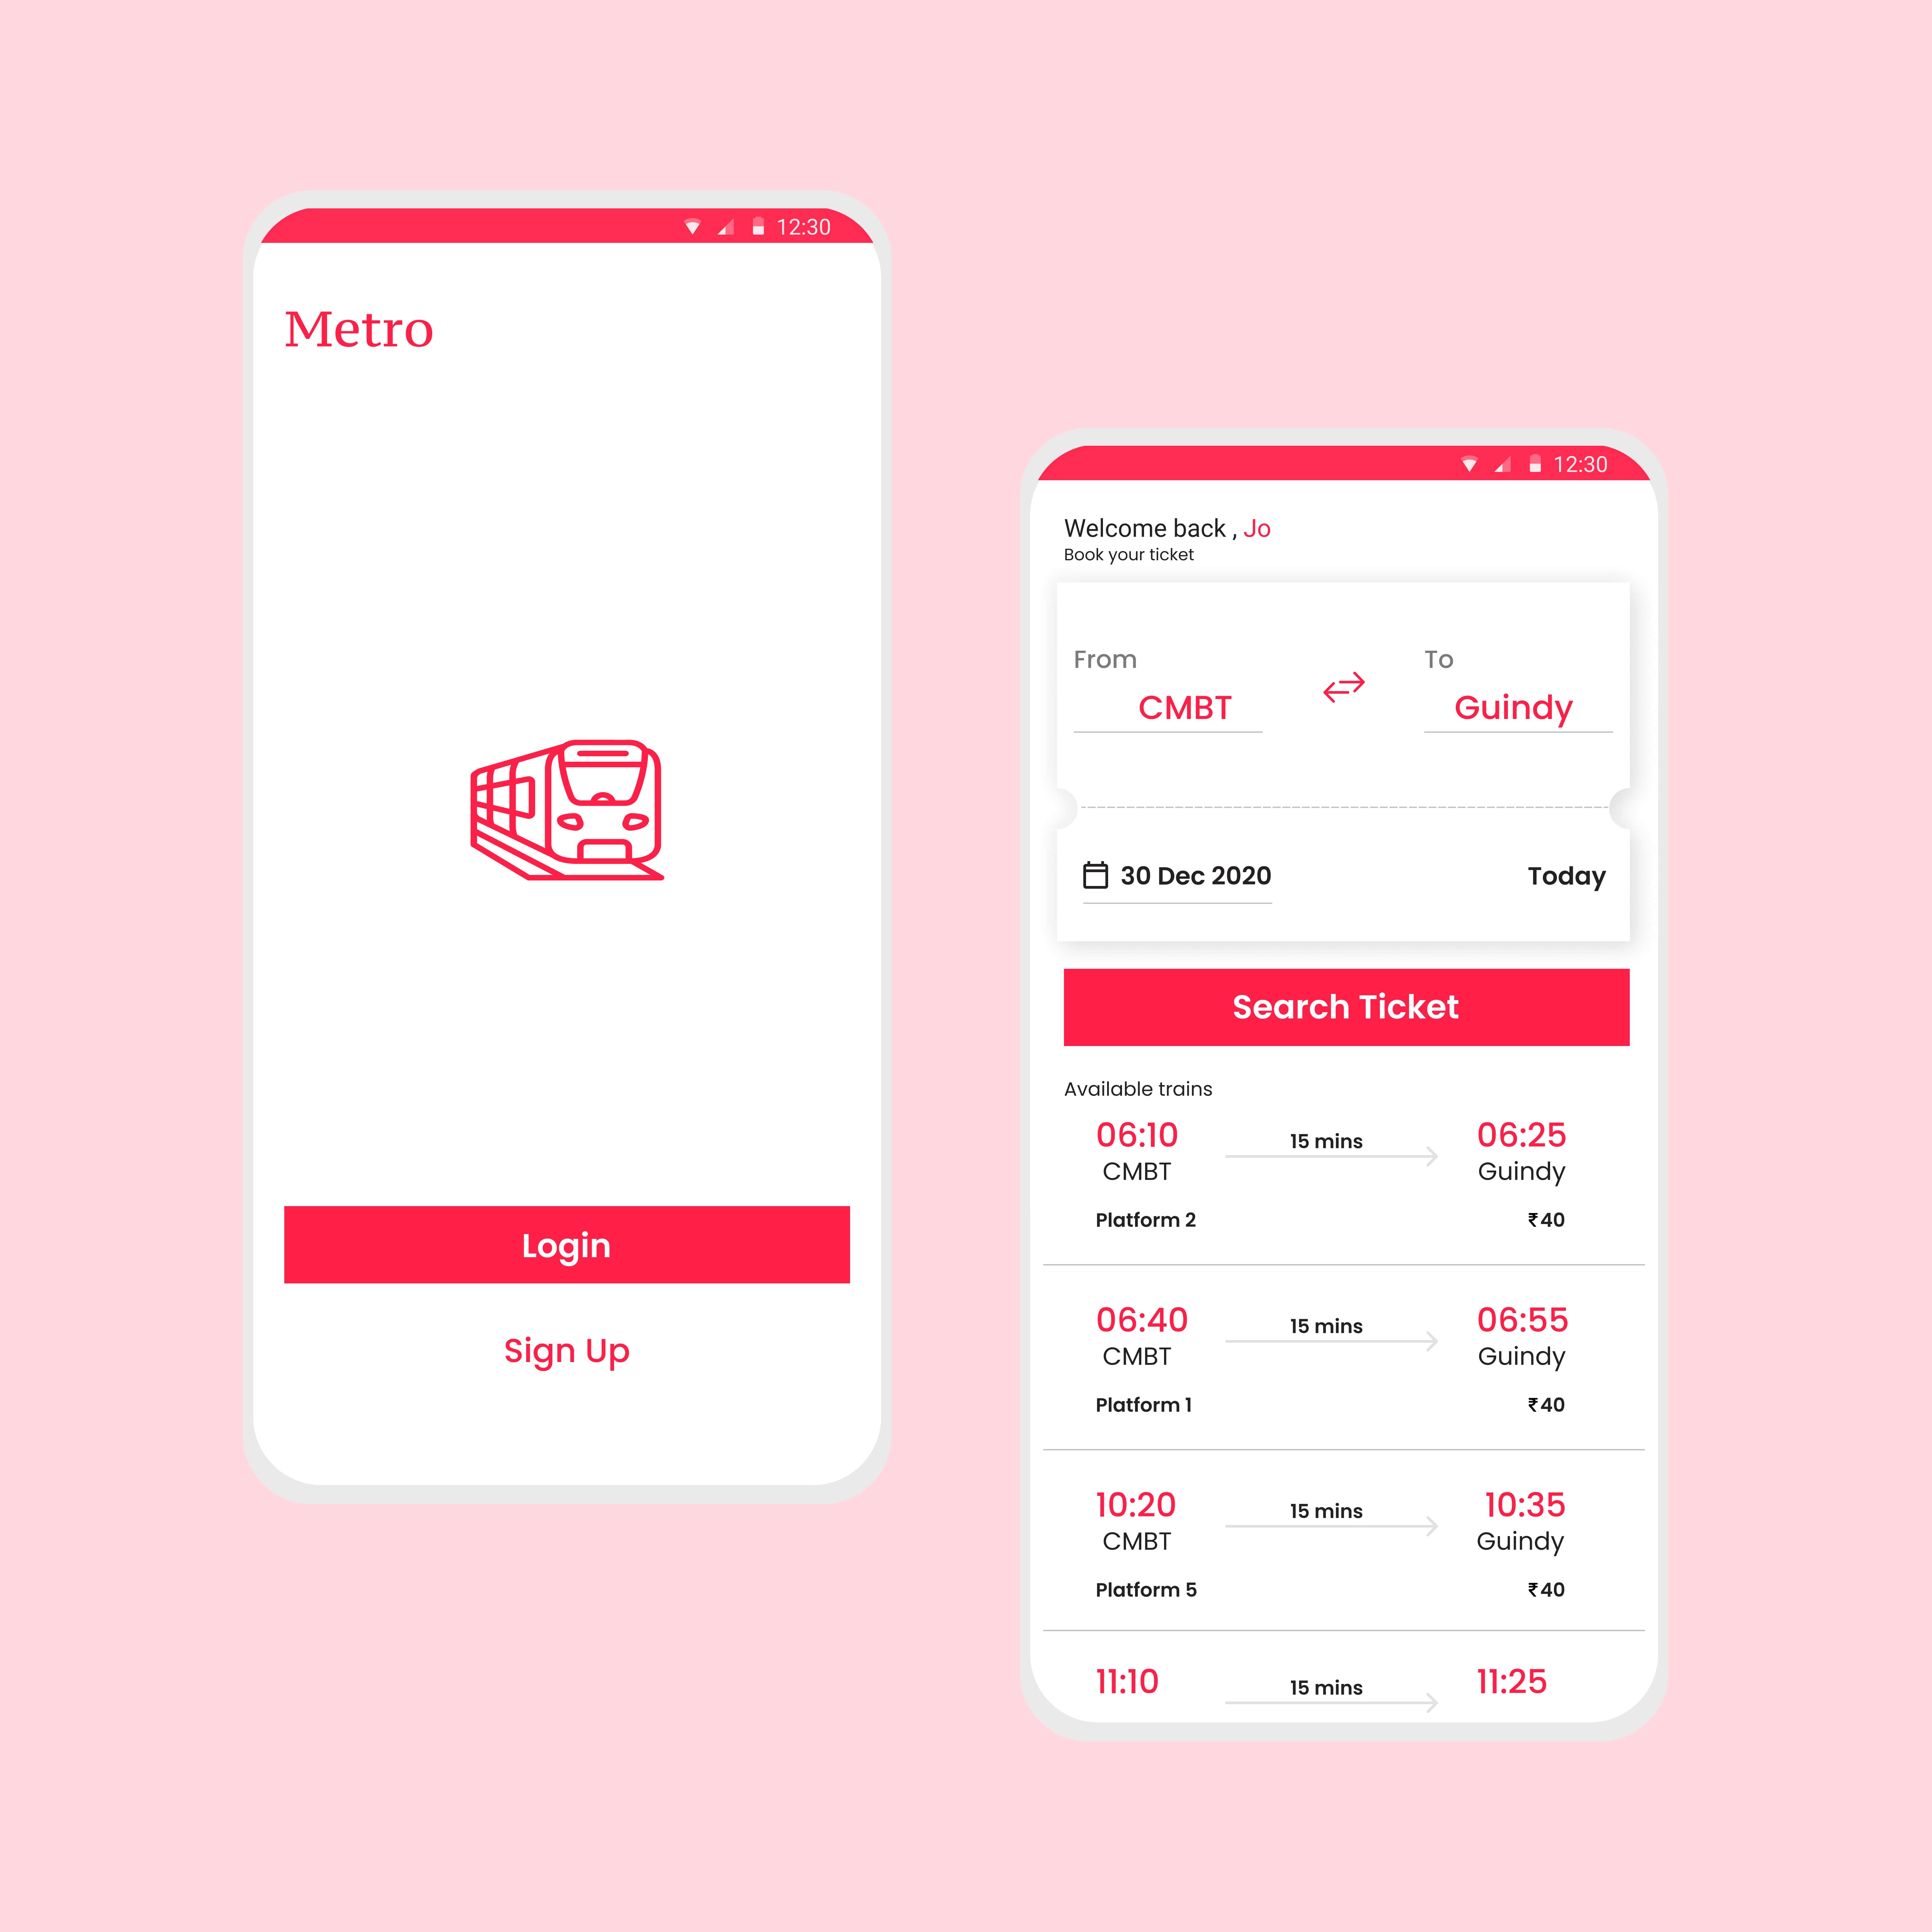 12:30
Metro
Login
Sign Up
12:30
Welcome back , Jo
Book your ticket
From To
CMBT Guindy
30 Dec 2020 Today
Search Ticket
Available trains
06:10 15 mins 06:25
CMBT Guindy
Platform 2 ₹40
06:40 15 mins 06:55
CMBT Guindy
Platform 1 ₹40
10:20 15 mins 10:35
CMBT Guindy
Platform 5 ₹40
11:10 15 mins 11:25